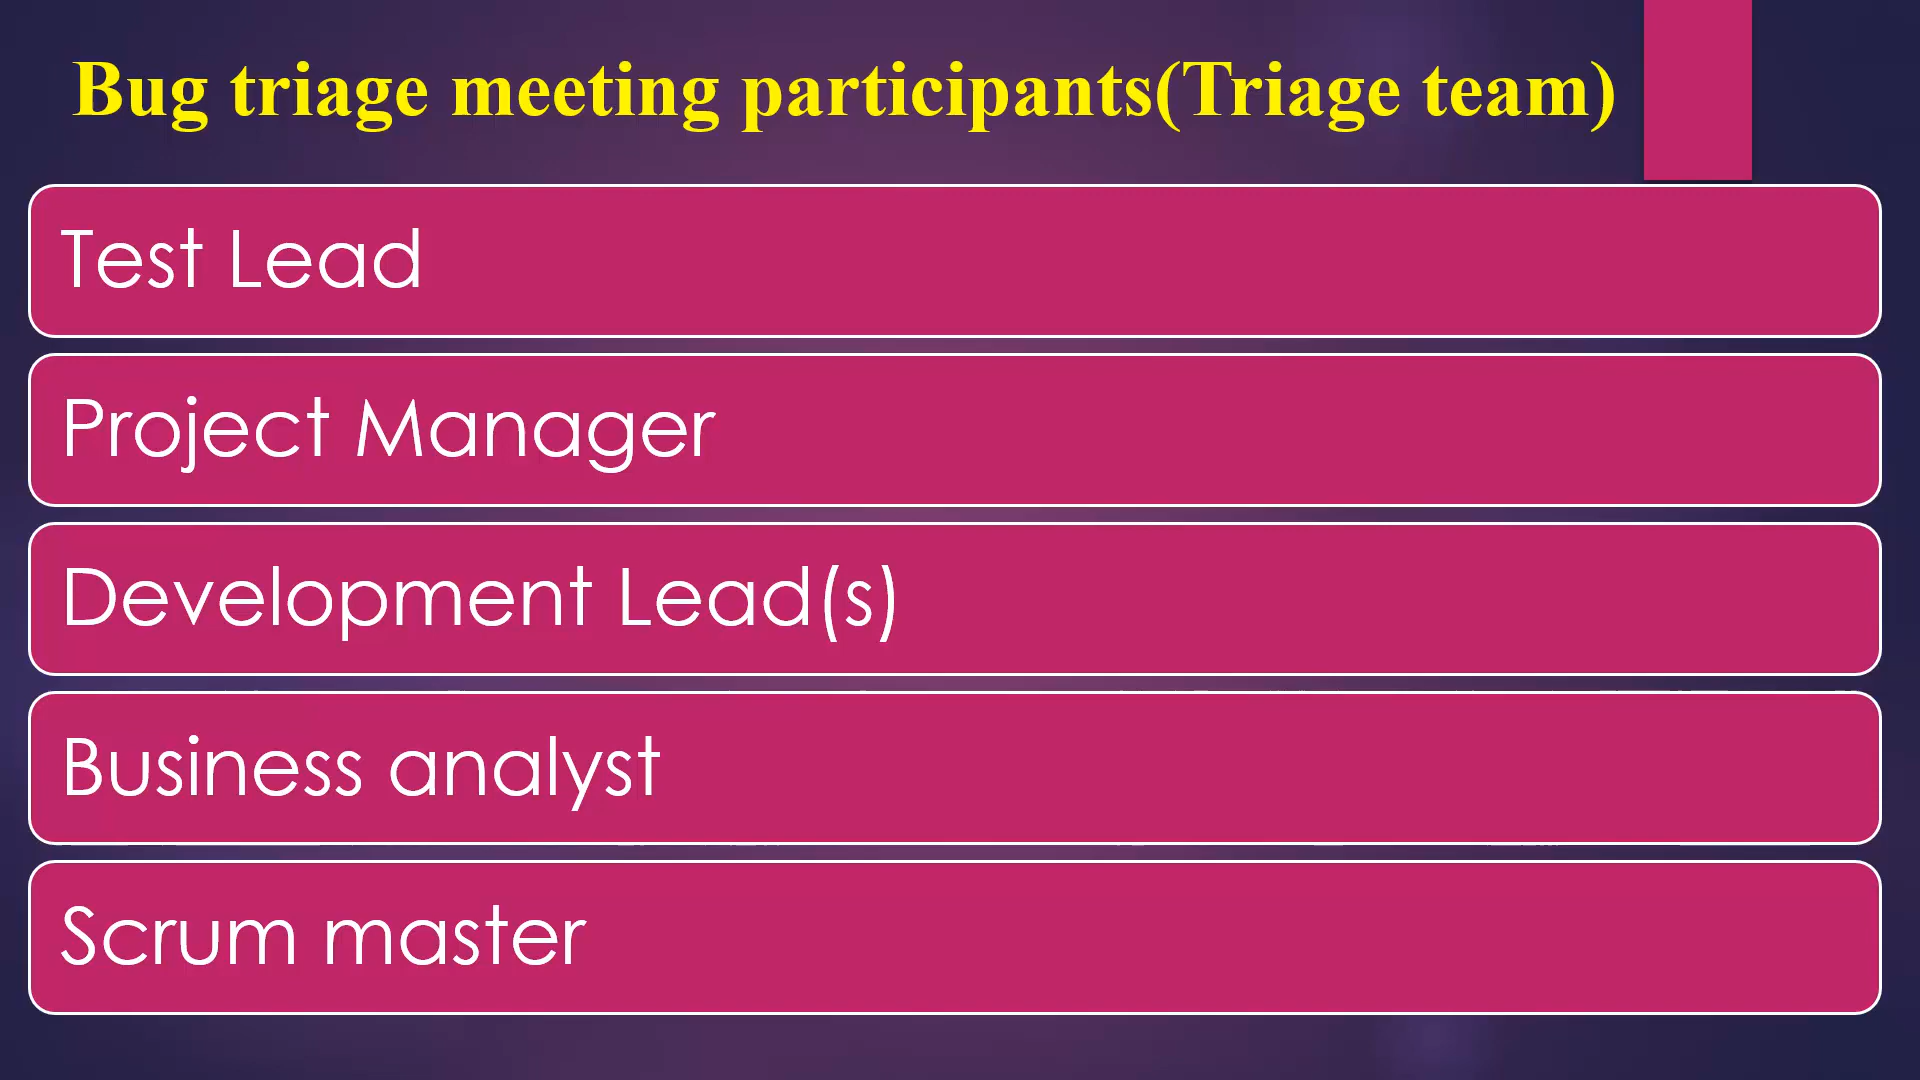 Bug triage meeting participants(Triage team)
Test Lead
Project Manager
Development Lead(s)
Business analyst
Scrum master